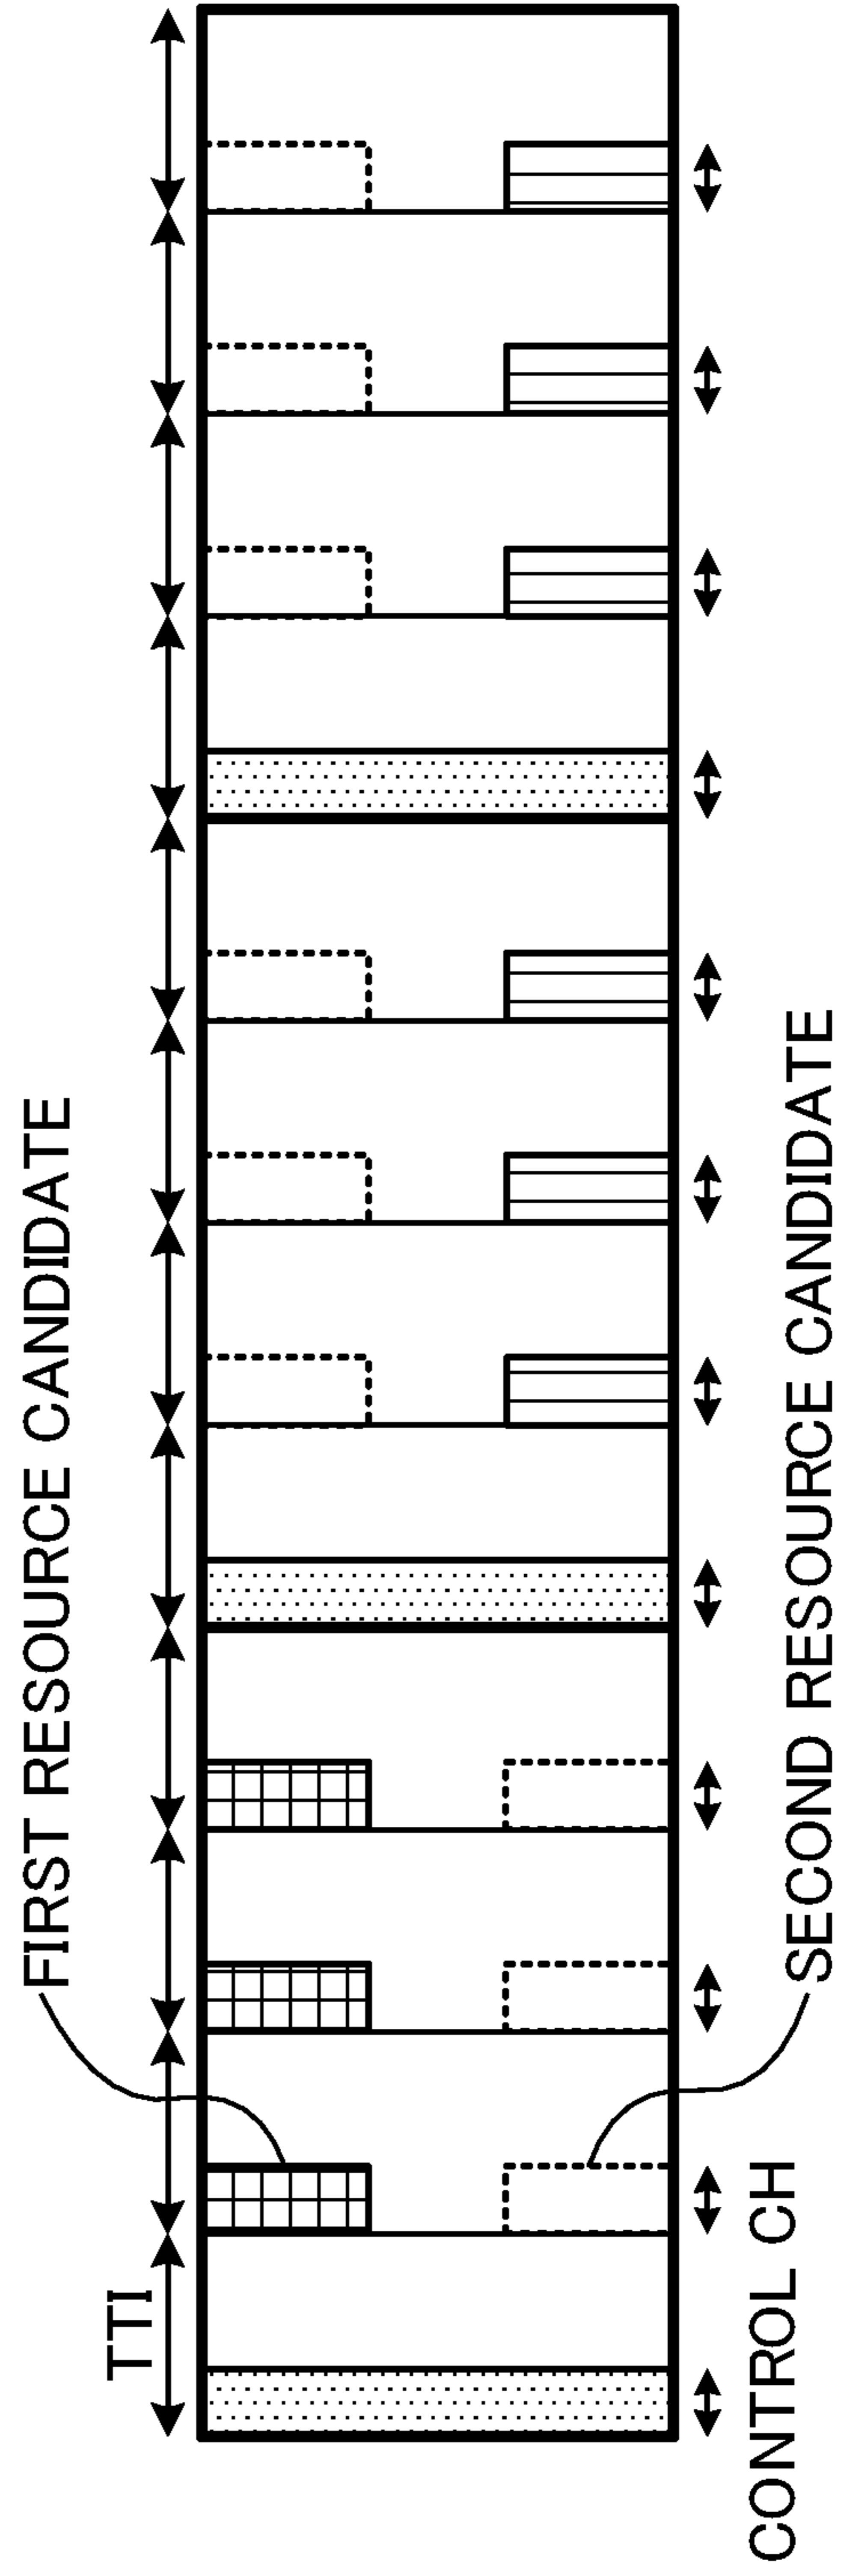 FIRST RESOURCE CANDIDATE
TTI
CONTROL CH
SECOND RESOURCE CANDIDATE